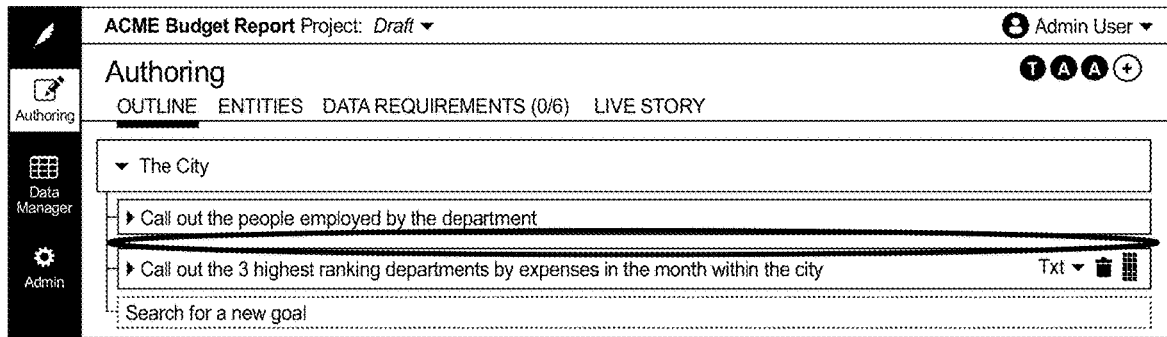 ACME Budget Report Project: Draft
Admin User
Authoring
T A A +
OUTLINE ENTITIES DATA REQUIREMENTS (0/6) LIVE STORY
Authoring
Data
Manager
Admin
The City
Call out the people employed by the department
Call out the 3 highest ranking departments by expenses in the month within the city
Txt
Search for a new goal